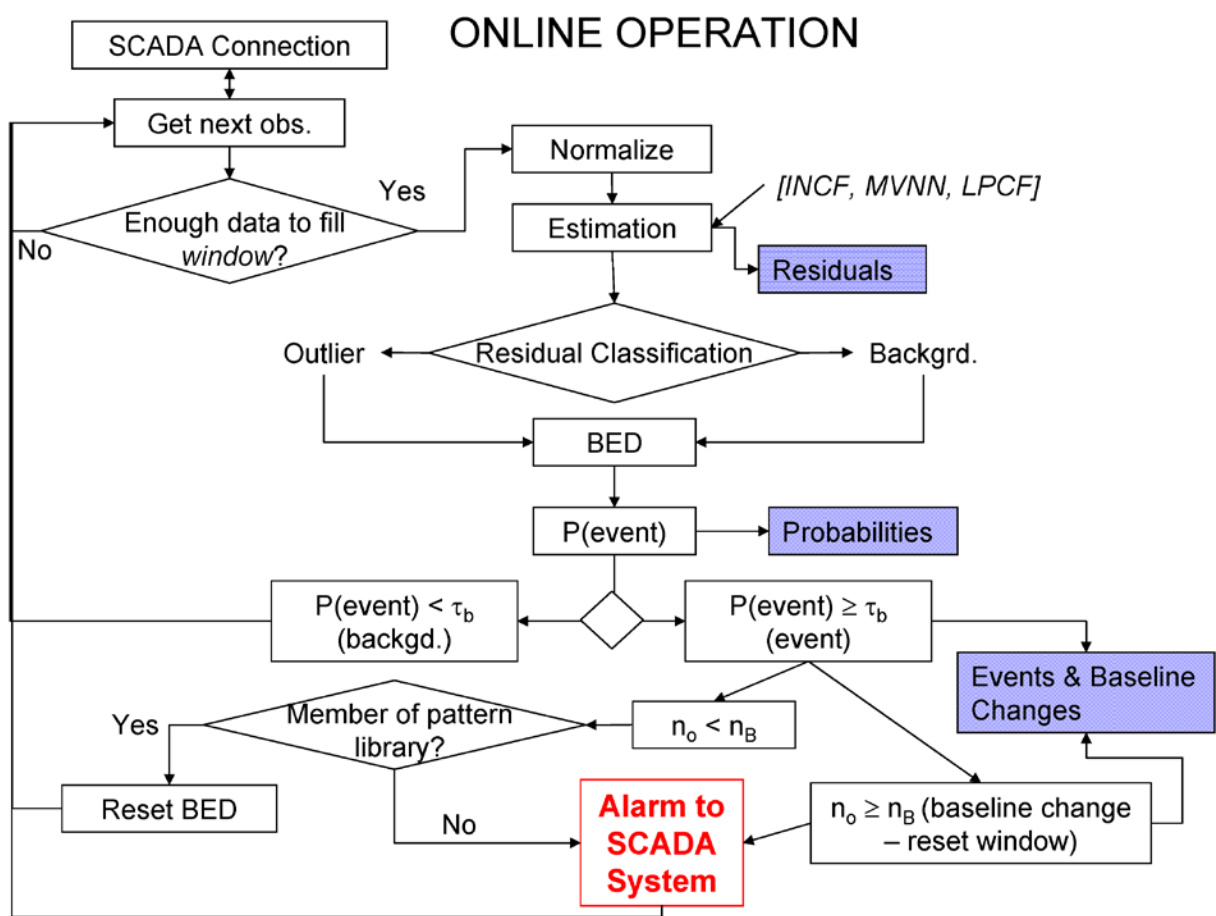 ONLINE OPERATION
SCADA Connection
Get next obs.
Enough data to fill
window?
Yes
No
Normalize
Estimation
[INCF, MVNN, LPCF]
Residuals
Residual Classification
Outlier
Backgrd.
BED
P(event)
Probabilities
P(event) < τb
(backgd.)
P(event) ≥ τb
(event)
Events & Baseline
Changes
no < nB
Member of pattern
library?
Yes
Reset BED
No
Alarm to
SCADA
System
no ≥ nB (baseline change
– reset window)